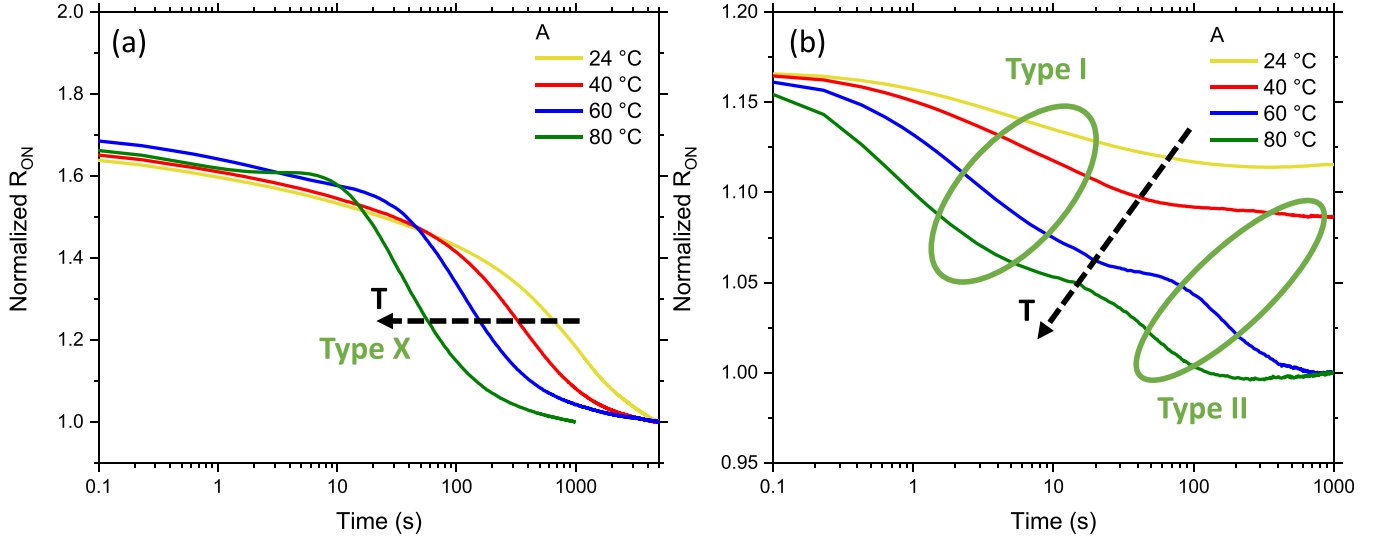 (a)
A
24 °C
40 °C
60 °C
80 °C
T
Type X
Normalized RON
2.0
1.8
1.6
1.4
1.2
1.0
0.1
1
10
100
1000
Time (s)
(b)
A
24 °C
40 °C
60 °C
80 °C
Type I
T
Type II
Normalized RON
1.20
1.15
1.10
1.05
1.00
0.95
0.1
1
10
100
1000
Time (s)